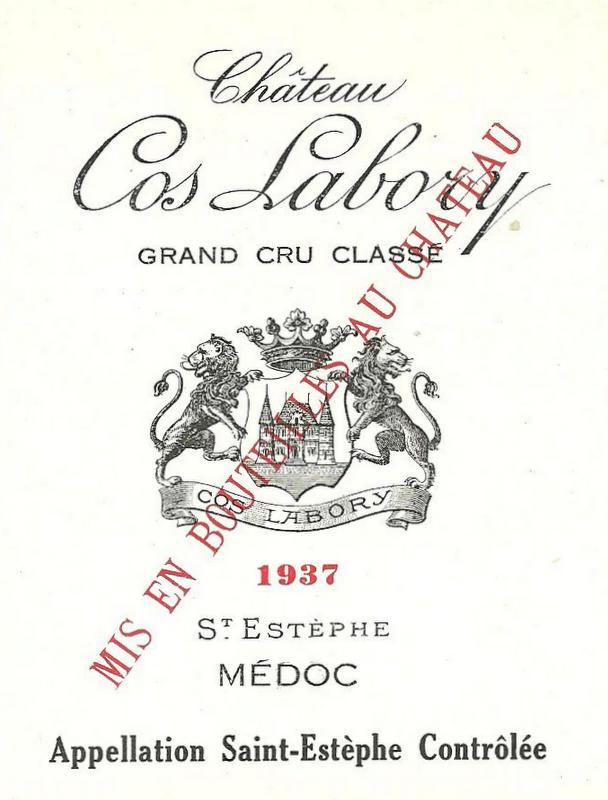 Château
Cos Labory
GRAND CRU CLASSÉ
MIS EN BOUTEILLES AU CHATEAU
COS LABORY
1937
ST ESTÈPHE
MÉDOC
Appellation Saint-Estèphe Contrôlée